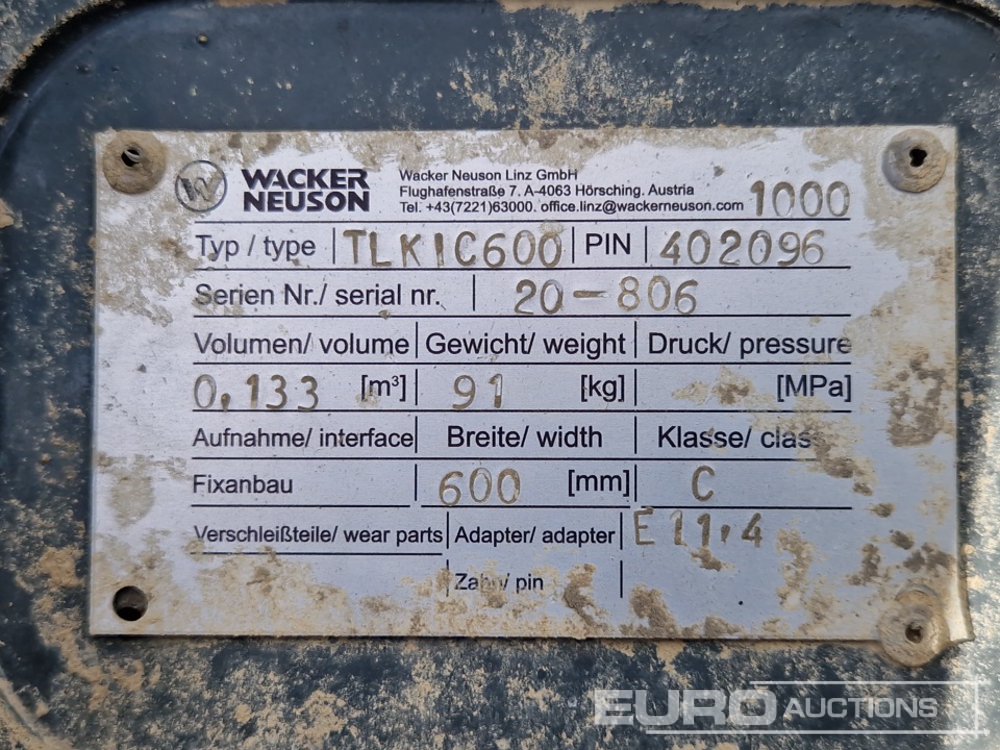 W WACKER NEUSON
Wacker Neuson Linz GmbH
Flughafenstraße 7. A-4063 Hörsching. Austria
Tel. +43(7221)63000. office.linz@wackerneuson.com 1000
Typ / type TLK1C600 PIN 402096
Serien Nr./ serial nr. 20-806
Volumen/ volume Gewicht/ weight Druck/ pressure
0,133 [m³] 91 [kg] [MPa]
Aufnahme/ interface Breite/ width Klasse/ class
Fixanbau 600 [mm] C
Verschleißteile/ wear parts Adapter/ adapter E11,4
Zahn/ pin
EURO AUCTIONS